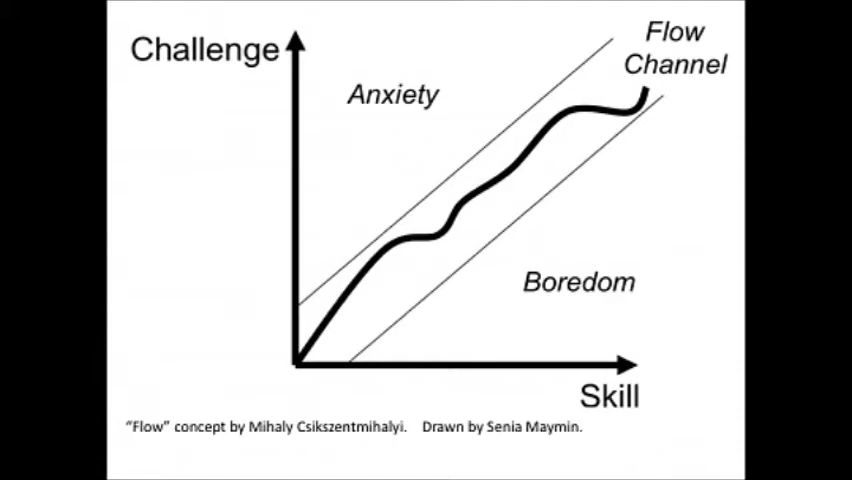 Challenge
Flow
Channel
Anxiety
Boredom
Skill
“Flow” concept by Mihaly Csikszentmihalyi.    Drawn by Senia Maymin.